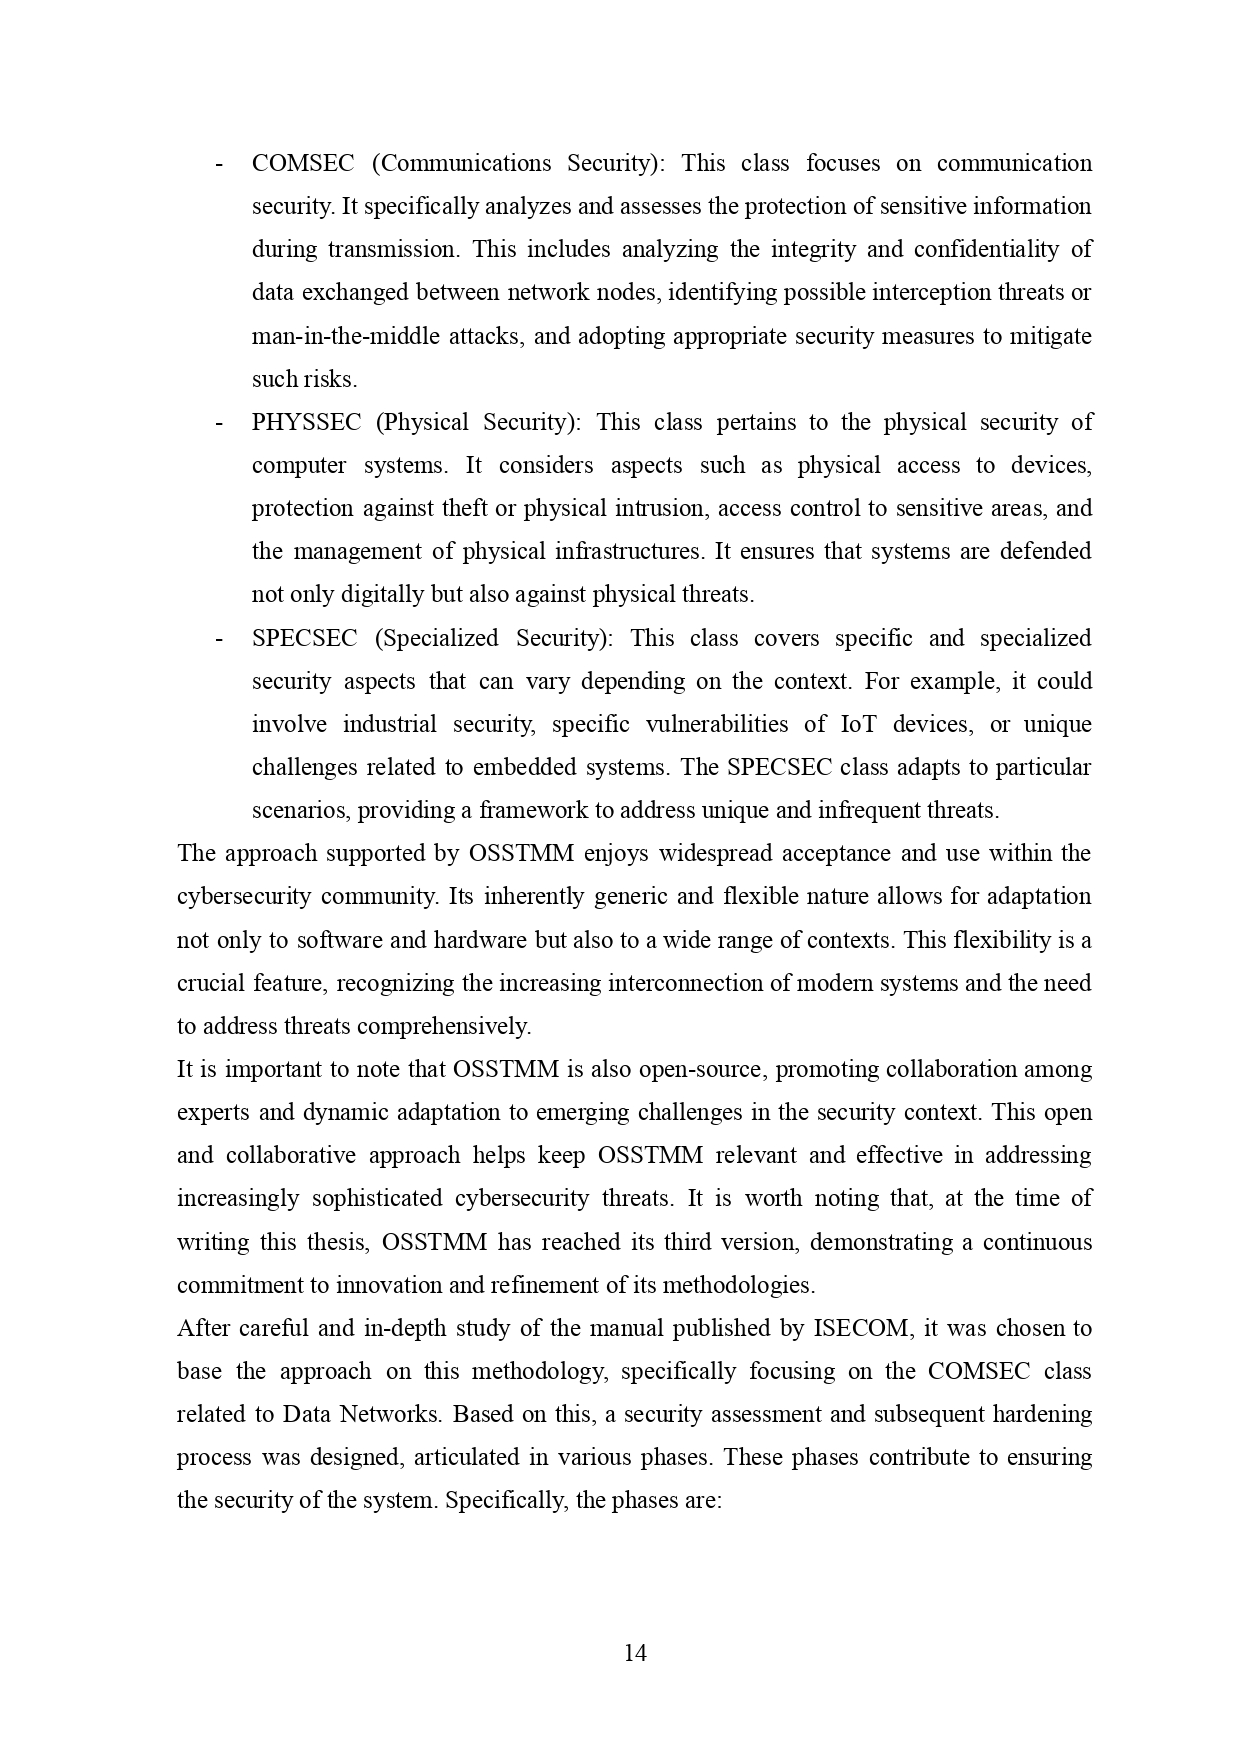 - COMSEC (Communications Security): This class focuses on communication
security. It specifically analyzes and assesses the protection of sensitive information
during transmission. This includes analyzing the integrity and confidentiality of
data exchanged between network nodes, identifying possible interception threats or
man-in-the-middle attacks, and adopting appropriate security measures to mitigate
such risks.
- PHYSSEC (Physical Security): This class pertains to the physical security of
computer systems. It considers aspects such as physical access to devices,
protection against theft or physical intrusion, access control to sensitive areas, and
the management of physical infrastructures. It ensures that systems are defended
not only digitally but also against physical threats.
- SPECSEC (Specialized Security): This class covers specific and specialized
security aspects that can vary depending on the context. For example, it could
involve industrial security, specific vulnerabilities of IoT devices, or unique
challenges related to embedded systems. The SPECSEC class adapts to particular
scenarios, providing a framework to address unique and infrequent threats.
The approach supported by OSSTMM enjoys widespread acceptance and use within the
cybersecurity community. Its inherently generic and flexible nature allows for adaptation
not only to software and hardware but also to a wide range of contexts. This flexibility is a
crucial feature, recognizing the increasing interconnection of modern systems and the need
to address threats comprehensively.
It is important to note that OSSTMM is also open-source, promoting collaboration among
experts and dynamic adaptation to emerging challenges in the security context. This open
and collaborative approach helps keep OSSTMM relevant and effective in addressing
increasingly sophisticated cybersecurity threats. It is worth noting that, at the time of
writing this thesis, OSSTMM has reached its third version, demonstrating a continuous
commitment to innovation and refinement of its methodologies.
After careful and in-depth study of the manual published by ISECOM, it was chosen to
base the approach on this methodology, specifically focusing on the COMSEC class
related to Data Networks. Based on this, a security assessment and subsequent hardening
process was designed, articulated in various phases. These phases contribute to ensuring
the security of the system. Specifically, the phases are:
14